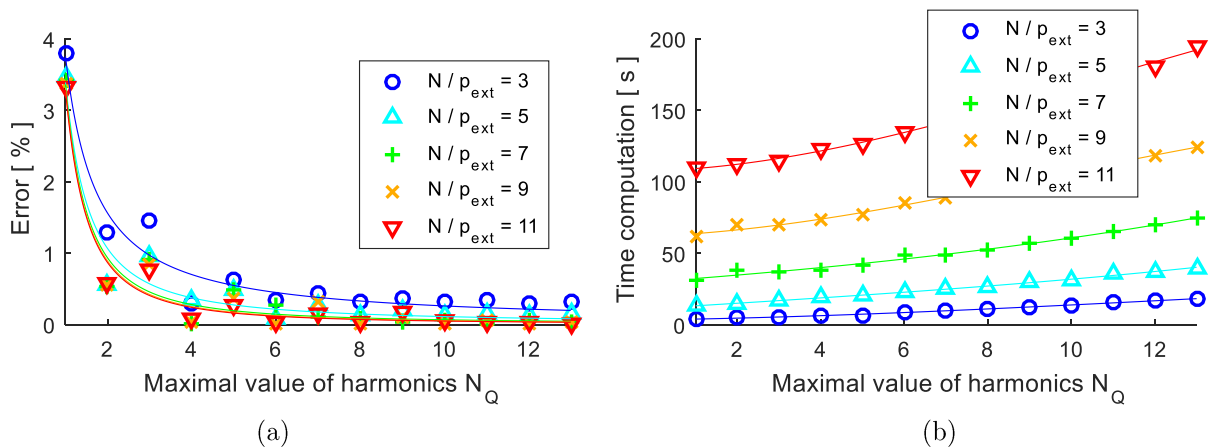 4
3
2
1
0
Error [ % ]
2
4
6
8
10
12
Maximal value of harmonics N_Q
N / p_ext = 3
N / p_ext = 5
N / p_ext = 7
N / p_ext = 9
N / p_ext = 11
(a)
200
150
100
50
0
Time computation [ s ]
2
4
6
8
10
12
Maximal value of harmonics N_Q
N / p_ext = 3
N / p_ext = 5
N / p_ext = 7
N / p_ext = 9
N / p_ext = 11
(b)